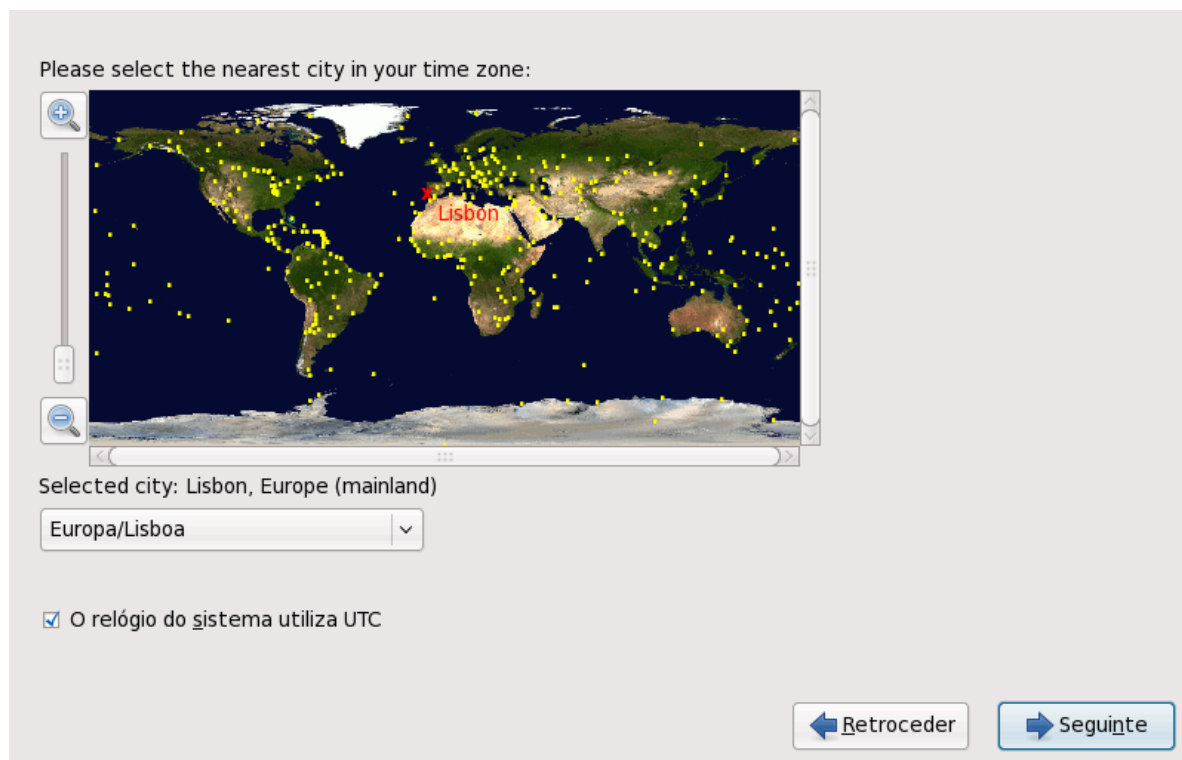 Please select the nearest city in your time zone:
Lisbon
Selected city: Lisbon, Europe (mainland)
Europa/Lisboa
O relógio do sistema utiliza UTC
Retroceder
Seguinte